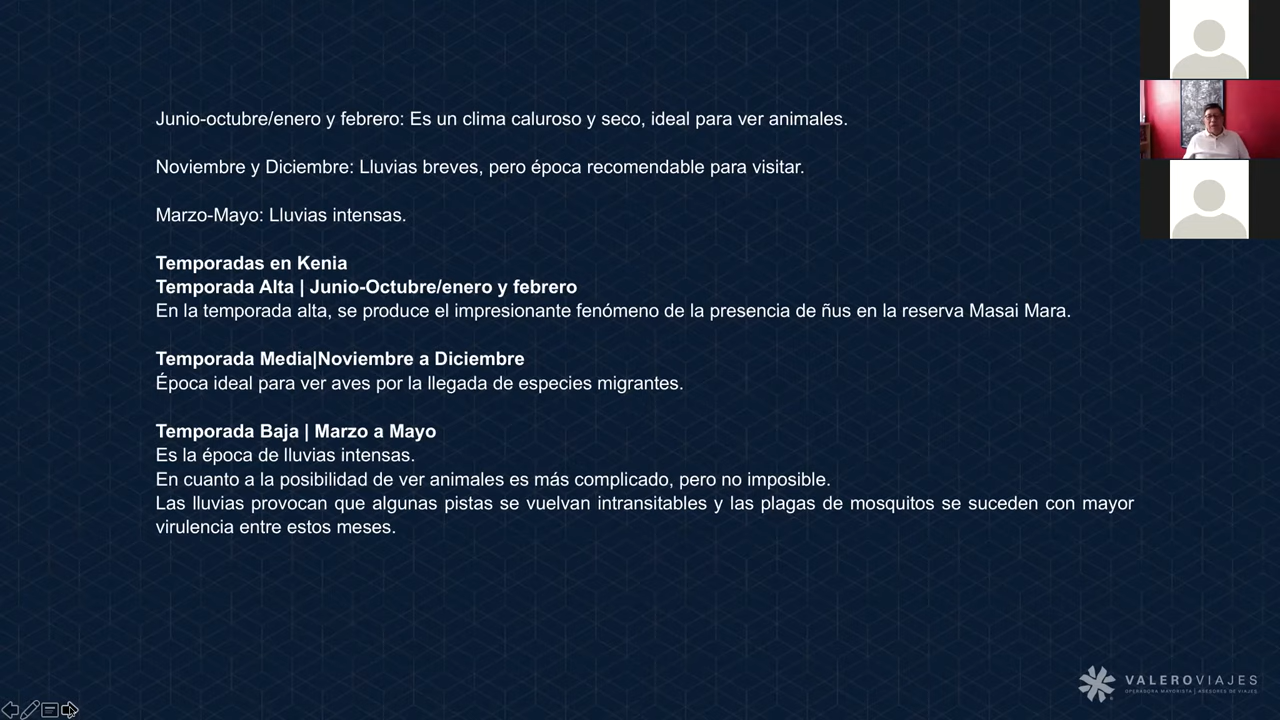 Junio-octubre/enero y febrero: Es un clima caluroso y seco, ideal para ver animales.
Noviembre y Diciembre: Lluvias breves, pero época recomendable para visitar.
Marzo-Mayo: Lluvias intensas.
Temporadas en Kenia
Temporada Alta | Junio-Octubre/enero y febrero
En la temporada alta, se produce el impresionante fenómeno de la presencia de ñus en la reserva Masai Mara.
Temporada Media|Noviembre a Diciembre
Época ideal para ver aves por la llegada de especies migrantes.
Temporada Baja | Marzo a Mayo
Es la época de lluvias intensas.
En cuanto a la posibilidad de ver animales es más complicado, pero no imposible.
Las lluvias provocan que algunas pistas se vuelvan intransitables y las plagas de mosquitos se suceden con mayor
virulencia entre estos meses.
VALEROVIAJES
OPERADORA MAYORISTA | ASESORES DE VIAJES